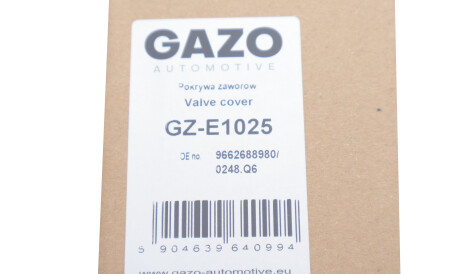 GAZO
AUTOMOTIVE
Pokrywa zaworów
Valve cover
GZ-E1025
OE no. 9662688980/
0248.Q6
5 904639 640994
www.gazo-automotive.eu